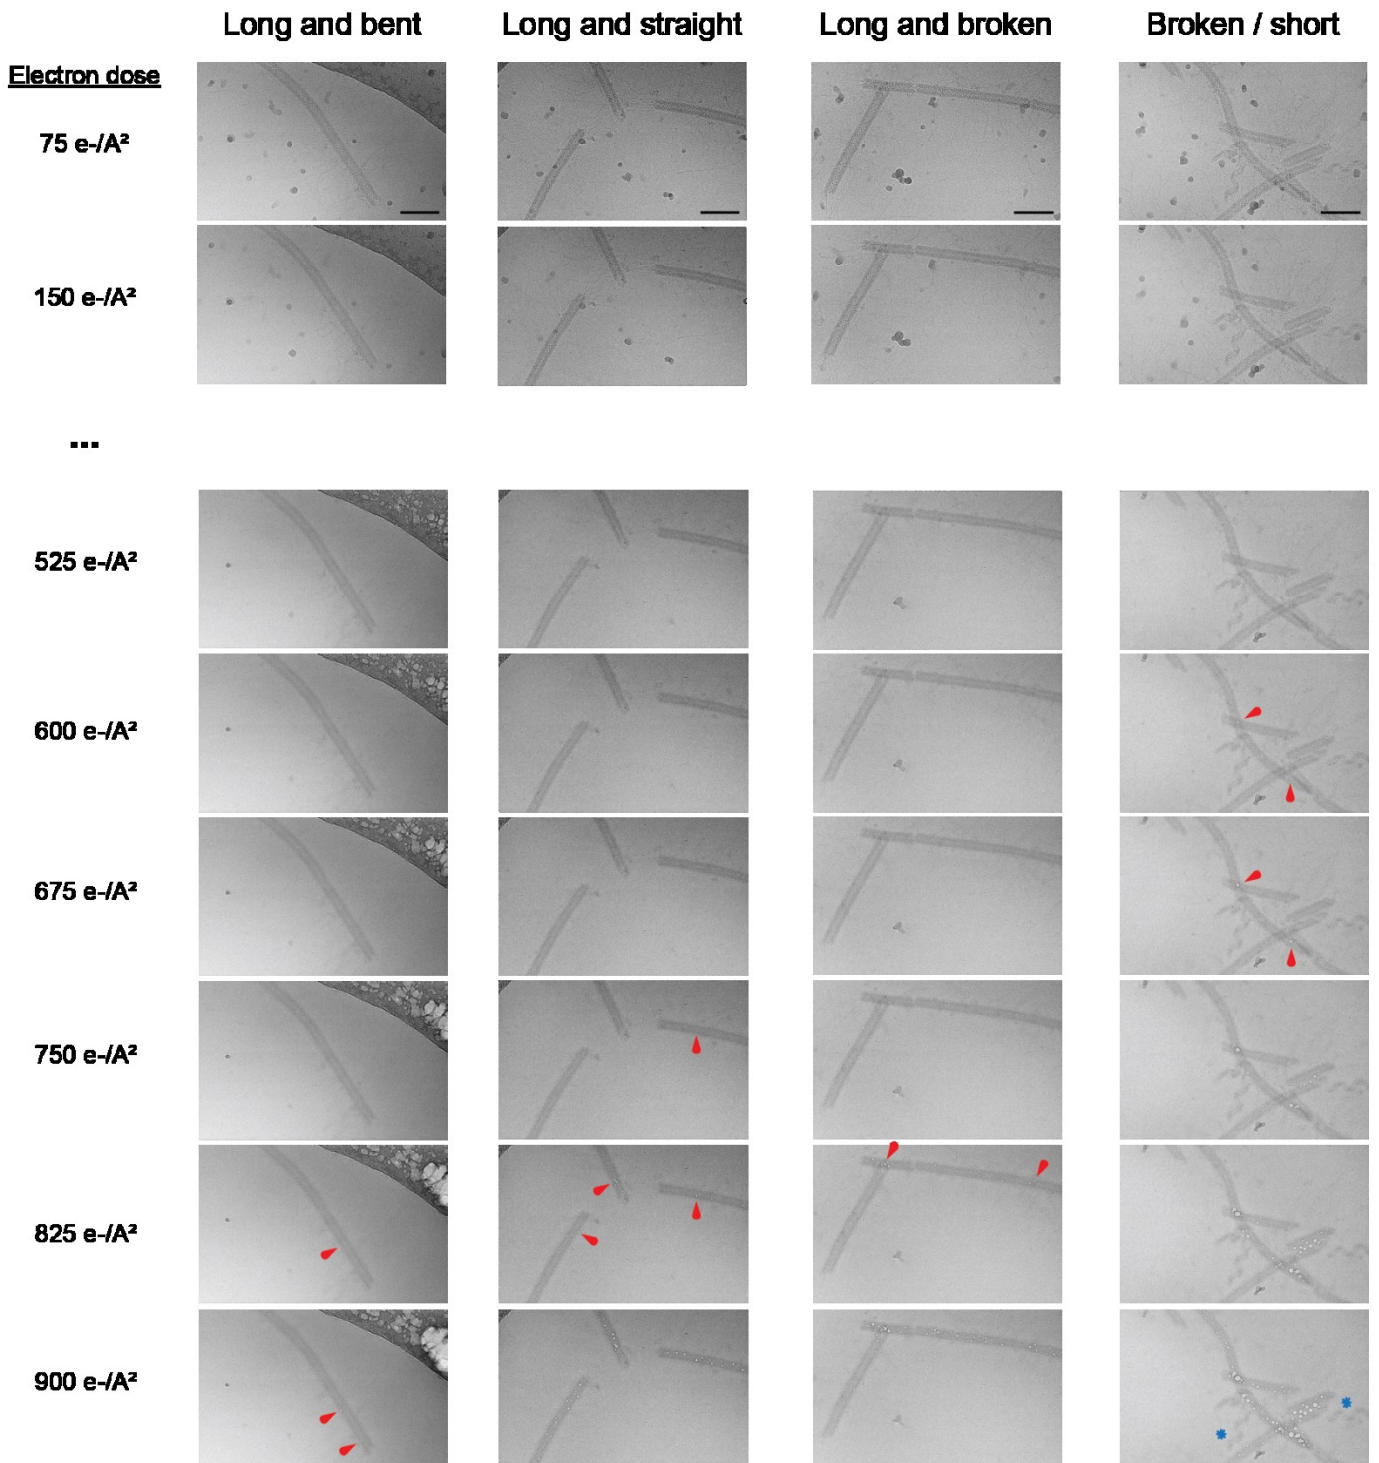 Long and bent
Long and straight
Long and broken
Broken / short
Electron dose
75 e-/A²
150 e-/A²
...
525 e-/A²
600 e-/A²
675 e-/A²
750 e-/A²
825 e-/A²
900 e-/A²